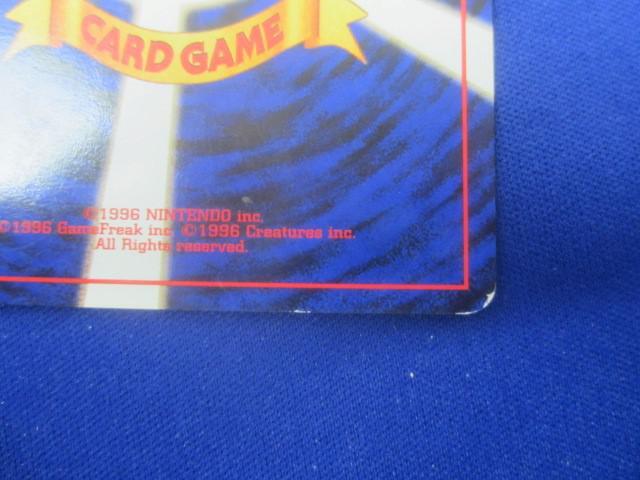 CARD GAME
©1996 NINTENDO inc.
©1996 GameFreak inc. ©1996 Creatures inc.
All Rights reserved.